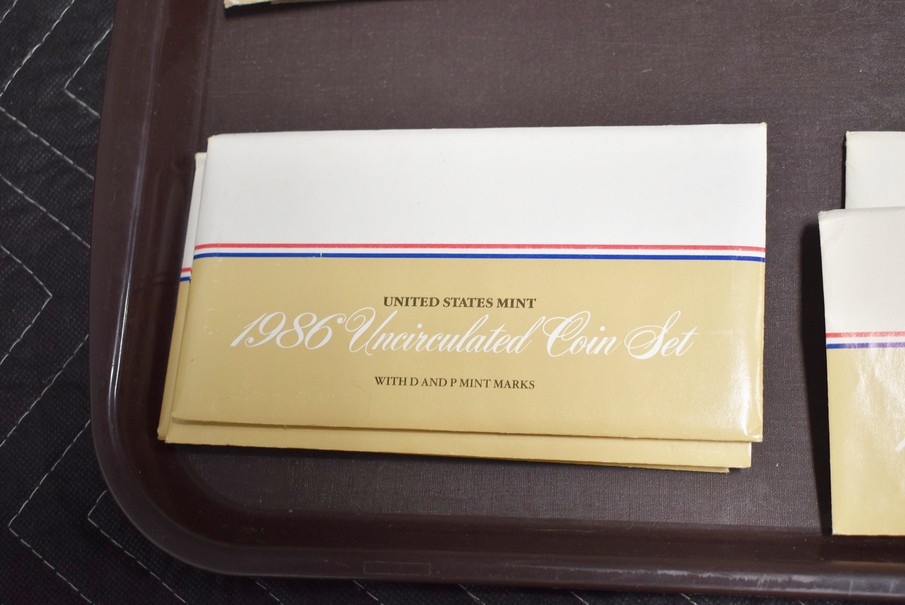 UNITED STATES MINT
1986 Uncirculated Coin Set
WITH D AND P MINT MARKS